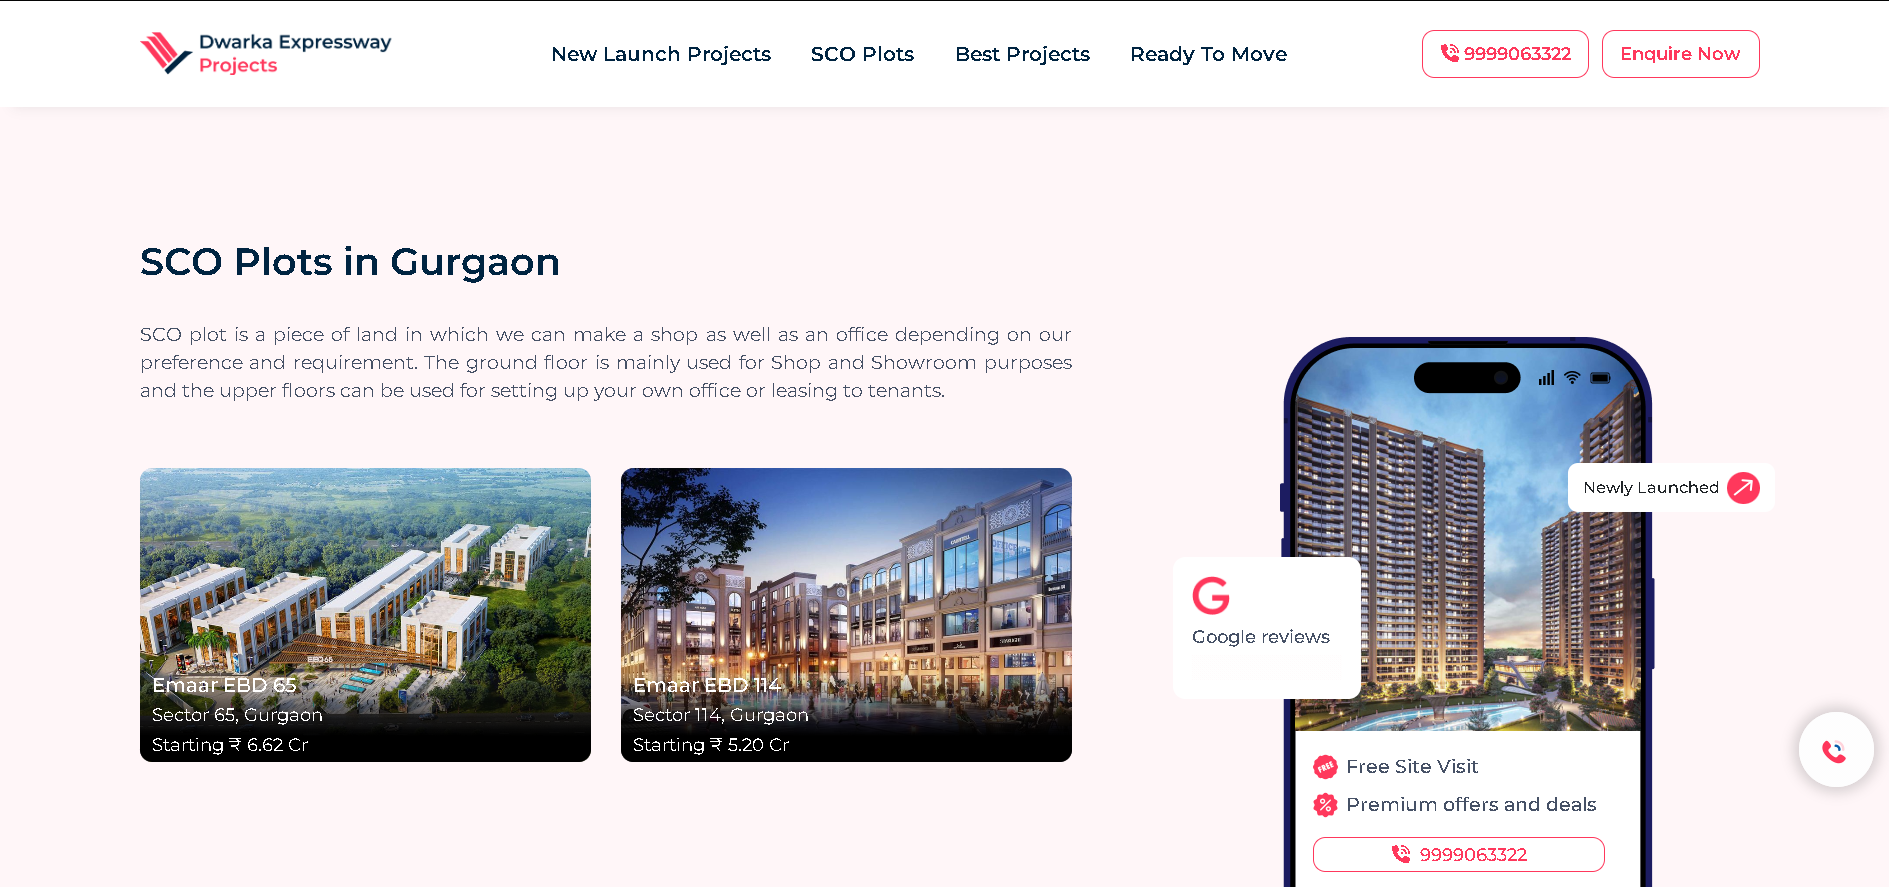 Dwarka Expressway
Projects
New Launch Projects
SCO Plots
Best Projects
Ready To Move
9999063322
Enquire Now
SCO Plots in Gurgaon
SCO plot is a piece of land in which we can make a shop as well as an office depending on our
preference and requirement. The ground floor is mainly used for Shop and Showroom purposes
and the upper floors can be used for setting up your own office or leasing to tenants.
EBD 65
Emaar EBD 65
Sector 65, Gurgaon
Starting ₹ 6.62 Cr
Emaar EBD 114
Sector 114, Gurgaon
Starting ₹ 5.20 Cr
Newly Launched
G
Google reviews
FREE
Free Site Visit
%
Premium offers and deals
9999063322